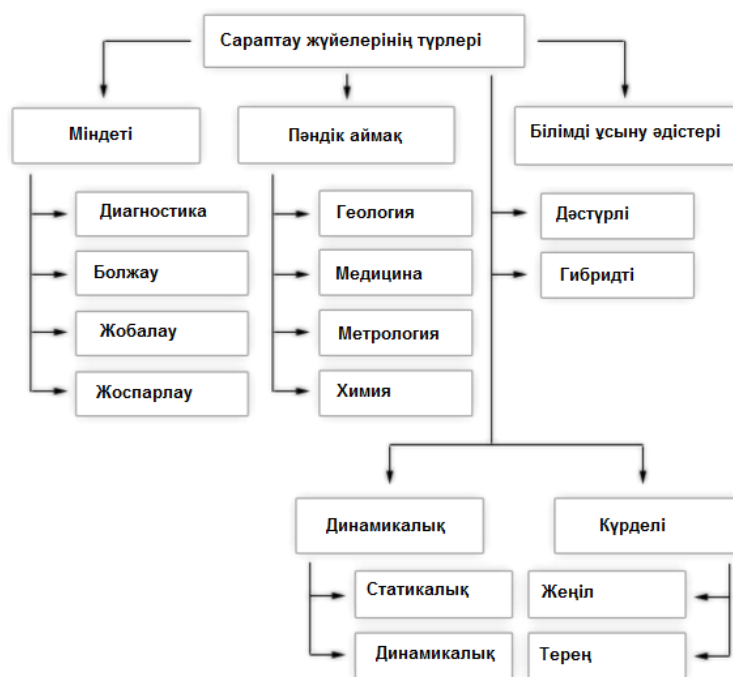 Сараптау жүйелерінің түрлері
Міндеті
Пәндік аймақ
Білімді ұсыну әдістері
Диагностика
Геология
Дәстүрлі
Болжау
Медицина
Гибридті
Жобалау
Метрология
Жоспарлау
Химия
Динамикалық
Күрделі
Статикалық
Жеңіл
Динамикалық
Терең